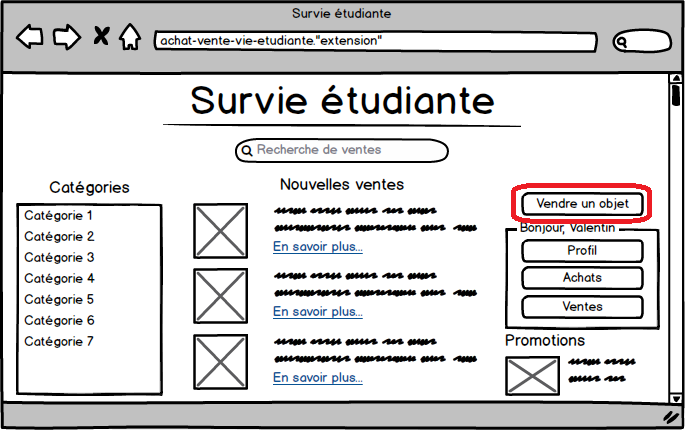 Survie étudiante
achat-vente-vie-etudiante."extension"
Survie étudiante
Recherche de ventes
Catégories
Catégorie 1
Catégorie 2
Catégorie 3
Catégorie 4
Catégorie 5
Catégorie 6
Catégorie 7
Nouvelles ventes
En savoir plus...
En savoir plus...
En savoir plus...
Vendre un objet
Bonjour, Valentin
Profil
Achats
Ventes
Promotions